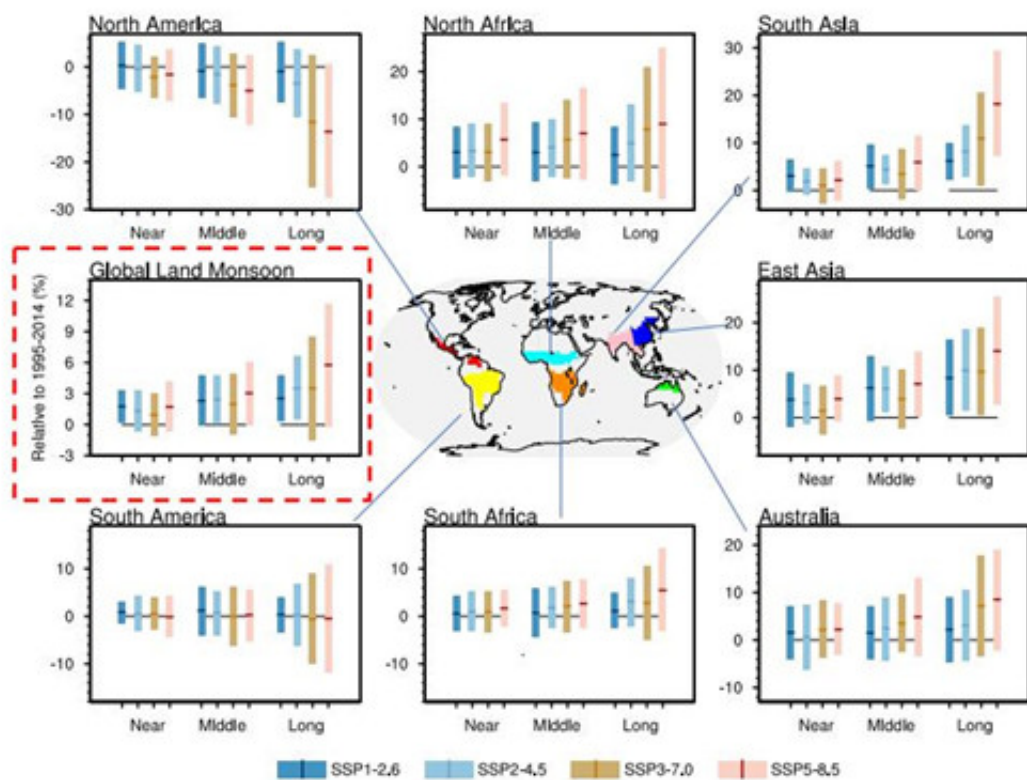 North America
0
-10
-20
-30
Near Middle Long
North Africa
20
10
0
Near Middle Long
South Asia
30
20
10
0
Near Middle Long
Global Land Monsoon
Relative to 1995-2014 (%)
12
9
6
3
0
-3
Near Middle Long
East Asia
20
10
0
Near Middle Long
South America
10
0
-10
Near Middle Long
South Africa
10
0
-10
Near Middle Long
Australia
20
10
0
-10
Near Middle Long
SSP1-2.6 SSP2-4.5 SSP3-7.0 SSP5-8.5